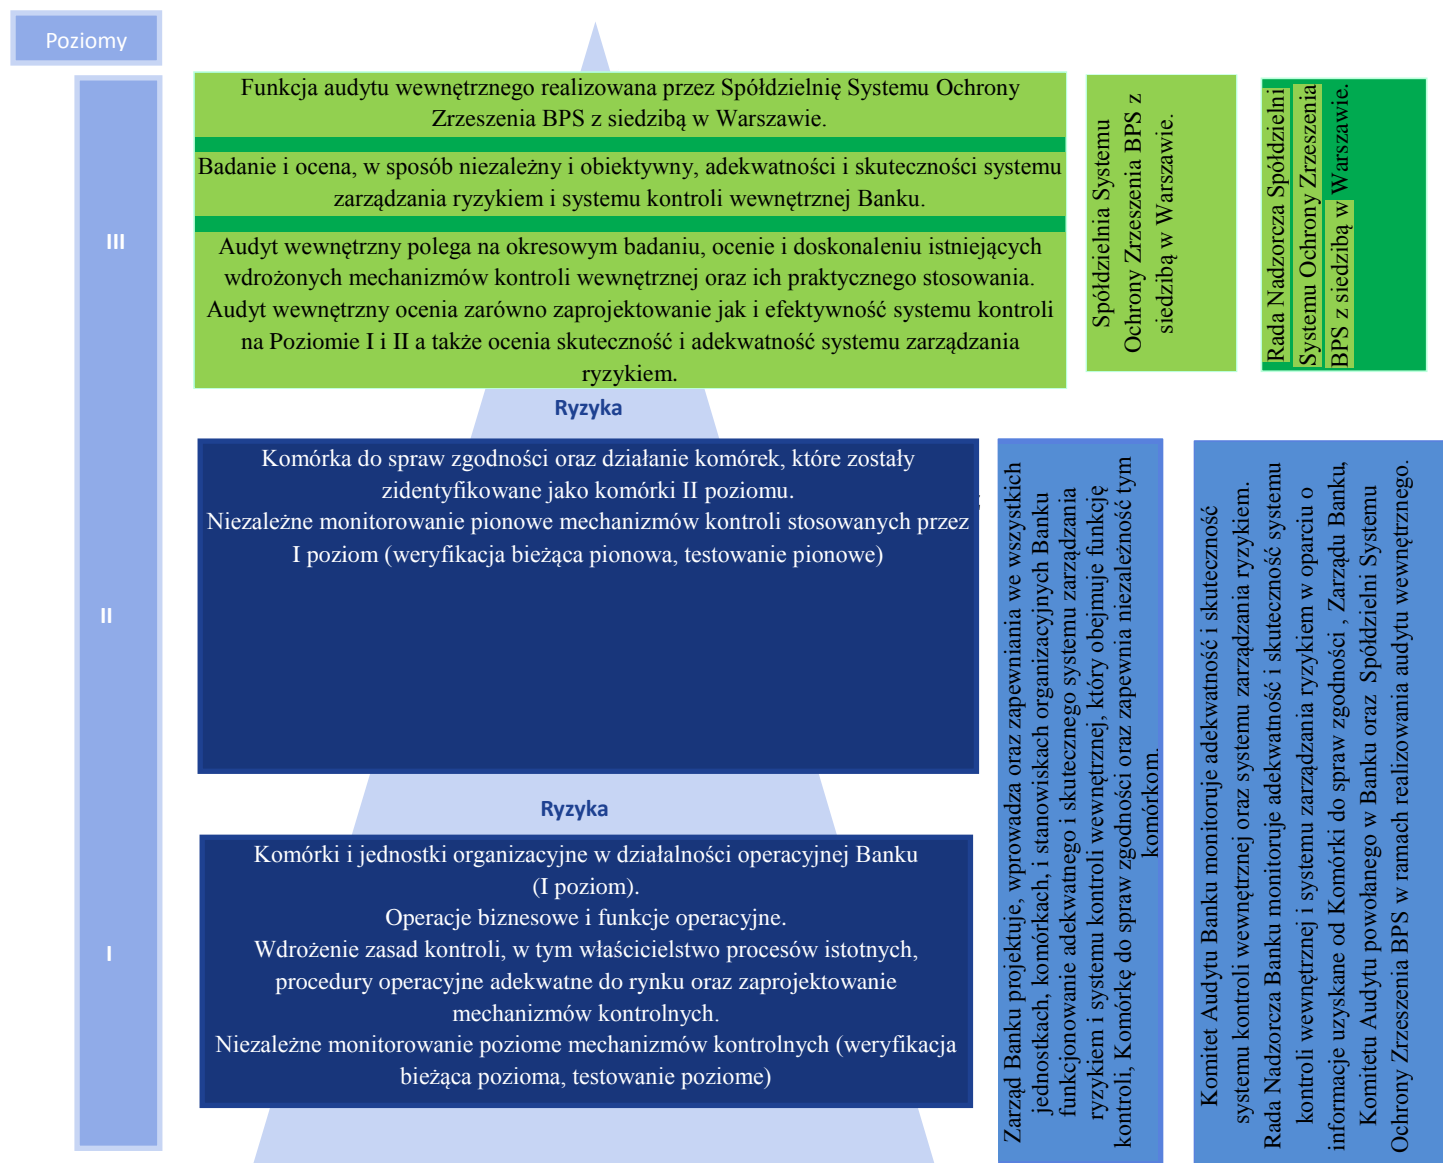 Poziomy
III
Funkcja audytu wewnętrznego realizowana przez Spółdzielnię Systemu Ochrony
Zrzeszenia BPS z siedzibą w Warszawie.
Badanie i ocena, w sposób niezależny i obiektywny, adekwatności i skuteczności systemu
zarządzania ryzykiem i systemu kontroli wewnętrznej Banku.
Audyt wewnętrzny polega na okresowym badaniu, ocenie i doskonaleniu istniejących
wdrożonych mechanizmów kontroli wewnętrznej oraz ich praktycznego stosowania.
Audyt wewnętrzny ocenia zarówno zaprojektowanie jak i efektywność systemu kontroli
na Poziomie I i II a także ocenia skuteczność i adekwatność systemu zarządzania
ryzykiem.
Spółdzielnia Systemu
Ochrony Zrzeszenia BPS z
siedzibą w Warszawie.
Rada Nadzorcza Spółdzielni
Systemu Ochrony Zrzeszenia
BPS z siedzibą w Warszawie.
Ryzyka
II
Komórka do spraw zgodności oraz działanie komórek, które zostały
zidentyfikowane jako komórki II poziomu.
Niezależne monitorowanie pionowe mechanizmów kontroli stosowanych przez
I poziom (weryfikacja bieżąca pionowa, testowanie pionowe)
Ryzyka
I
Komórki i jednostki organizacyjne w działalności operacyjnej Banku
(I poziom).
Operacje biznesowe i funkcje operacyjne.
Wdrożenie zasad kontroli, w tym właścicielstwo procesów istotnych,
procedury operacyjne adekwatne do rynku oraz zaprojektowanie
mechanizmów kontrolnych.
Niezależne monitorowanie poziome mechanizmów kontrolnych (weryfikacja
bieżąca pozioma, testowanie poziome)
Zarząd Banku projektuje, wprowadza oraz zapewniania we wszystkich
jednostkach, komórkach, i stanowiskach organizacyjnych Banku
funkcjonowanie adekwatnego i skutecznego systemu zarządzania
ryzykiem i systemu kontroli wewnętrznej, który obejmuje funkcję
kontroli, Komórkę do spraw zgodności oraz zapewnia niezależność tym
komórkom.
Komitet Audytu Banku monitoruje adekwatność i skuteczność
systemu kontroli wewnętrznej oraz systemu zarządzania ryzykiem.
Rada Nadzorcza Banku monitoruje adekwatność i skuteczność systemu
kontroli wewnętrznej i systemu zarządzania ryzykiem w oparciu o
informacje uzyskane od Komórki do spraw zgodności , Zarządu Banku,
Komitetu Audytu powołanego w Banku oraz Spółdzielni Systemu
Ochrony Zrzeszenia BPS w ramach realizowania audytu wewnętrznego.